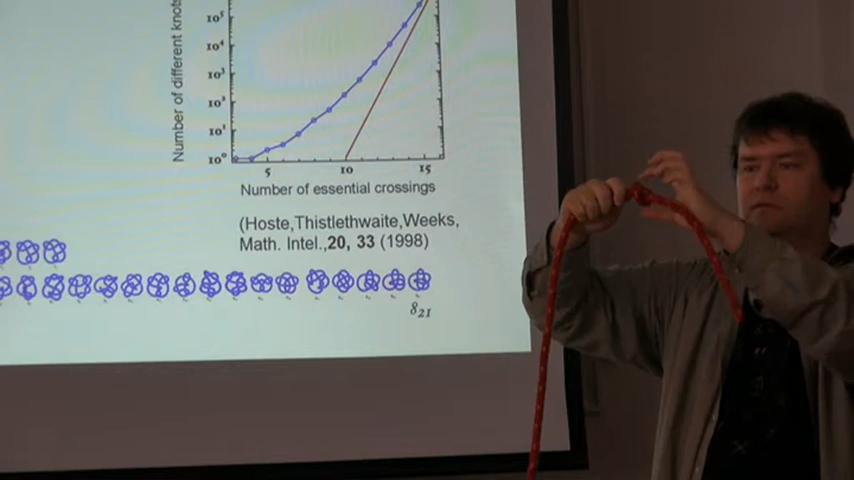 Number of different knots
10⁵
10⁴
10³
10²
10¹
10⁰
5
10
15
Number of essential crossings
(Hoste,Thistlethwaite,Weeks,
Math. Intel.,20, 33 (1998)
8₂₁